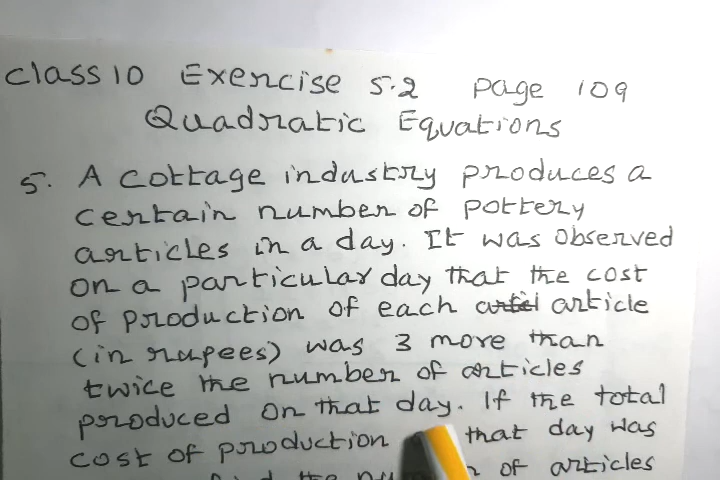 class 10 Exercise 5.2 page 109
Quadratic Equations
5. A cottage industry produces a
certain number of pottery
articles in a day. It was observed
on a particular day that the cost
of production of each article
(in rupees) was 3 more than
twice the number of articles
produced on that day. If the total
cost of production that day was
the of articles